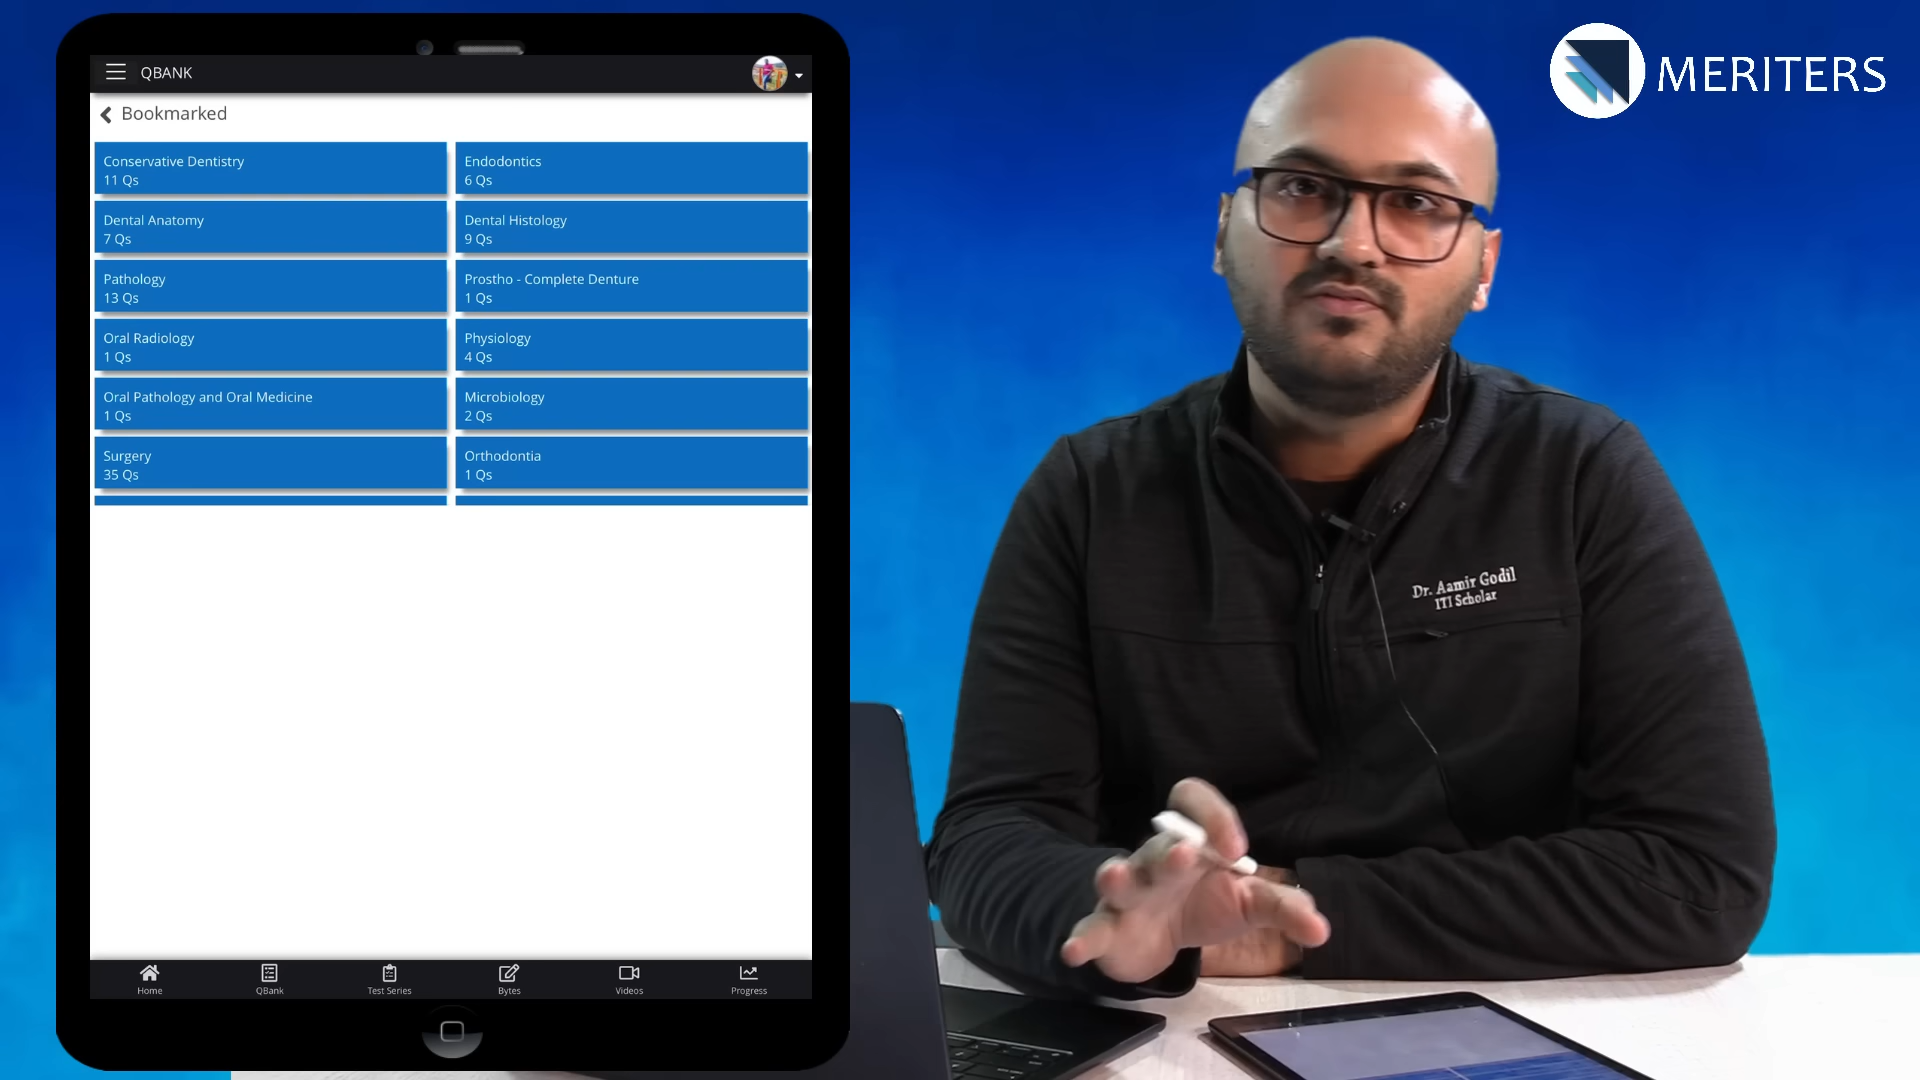 QBANK
Bookmarked
Conservative Dentistry
11 Qs
Endodontics
6 Qs
Dental Anatomy
7 Qs
Dental Histology
9 Qs
Pathology
13 Qs
Prostho - Complete Denture
1 Qs
Oral Radiology
1 Qs
Physiology
4 Qs
Oral Pathology and Oral Medicine
1 Qs
Microbiology
2 Qs
Surgery
35 Qs
Orthodontia
1 Qs
Home
QBank
Test Series
Bytes
Videos
Progress
MERITERS
Dr. Aamir Godil
ITI Scholar